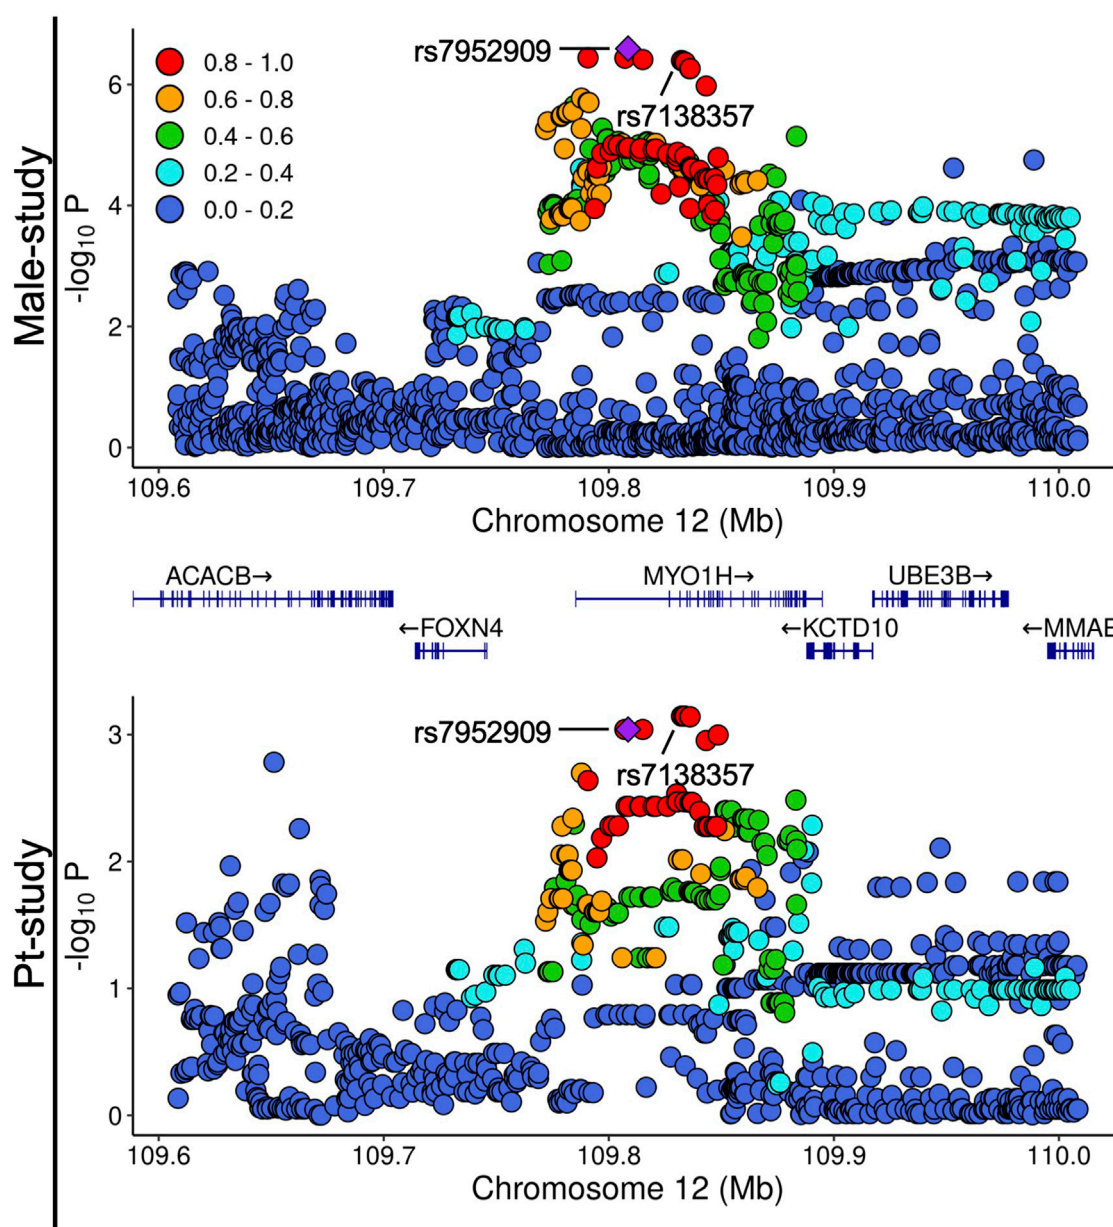 Male-study
-log10 P
6
4
2
0
0.8 - 1.0
0.6 - 0.8
0.4 - 0.6
0.2 - 0.4
0.0 - 0.2
rs7952909
rs7138357
109.6 109.7 109.8 109.9 110.0
Chromosome 12 (Mb)
ACACB→ MYO1H→ UBE3B→
←FOXN4 ←KCTD10 ←MMAB
Pt-study
-log10 P
3
2
1
0
rs7952909
rs7138357
109.6 109.7 109.8 109.9 110.0
Chromosome 12 (Mb)